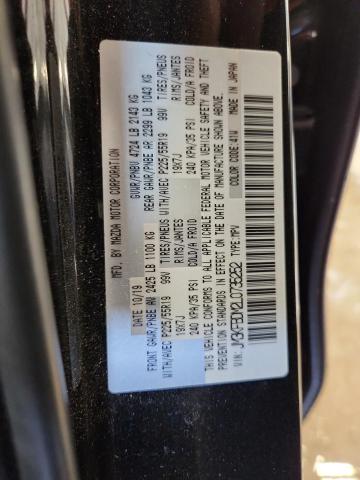 MFD. BY MAZDA MOTOR CORPORATION
10/19 GVWR/PNBV 4724 LB 2143 KG
FRONT GAWR/PNBE AV 2425 LB 1100 KG REAR GAWR/PNBE AR 2299 LB 1043 KG
WITH/AVEC P225/55R19 99V TIRES/PNEUS WITH/AVEC P225/55R19 99V TIRES/PNEUS
19X7J RIMS/JANTES 19X7J RIMS/JANTES
240 KPA/35 PSI COLD/A FROID 240 KPA/35 PSI COLD/A FROID
THIS VEHICLE CONFORMS TO ALL APPLICABLE FEDERAL MOTOR VEHICLE SAFETY AND THEFT
PREVENTION STANDARDS IN EFFECT ON THE DATE OF MANUFACTURE SHOWN ABOVE.
VIN: TYPE:MPV COLOR CODE:41W MADE IN JAPAN